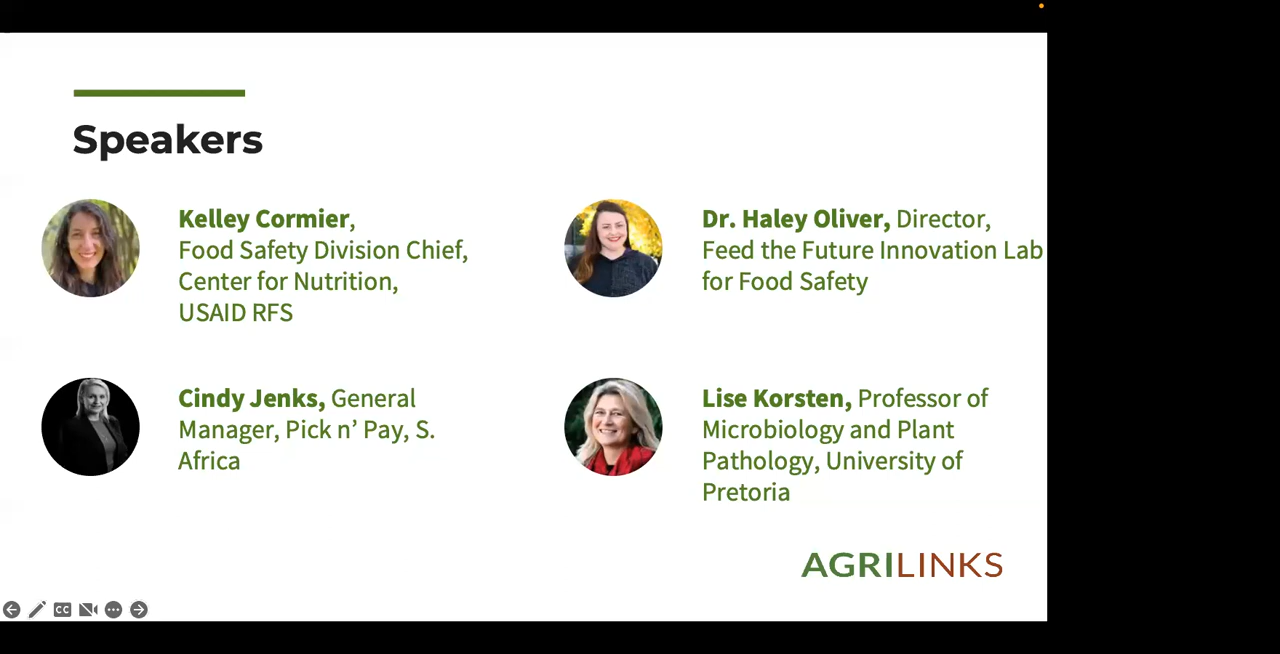 Speakers
Kelley Cormier,
Food Safety Division Chief,
Center for Nutrition,
USAID RFS
Dr. Haley Oliver, Director,
Feed the Future Innovation Lab
for Food Safety
Cindy Jenks, General
Manager, Pick n’ Pay, S.
Africa
Lise Korsten, Professor of
Microbiology and Plant
Pathology, University of
Pretoria
AGRILINKS
CC